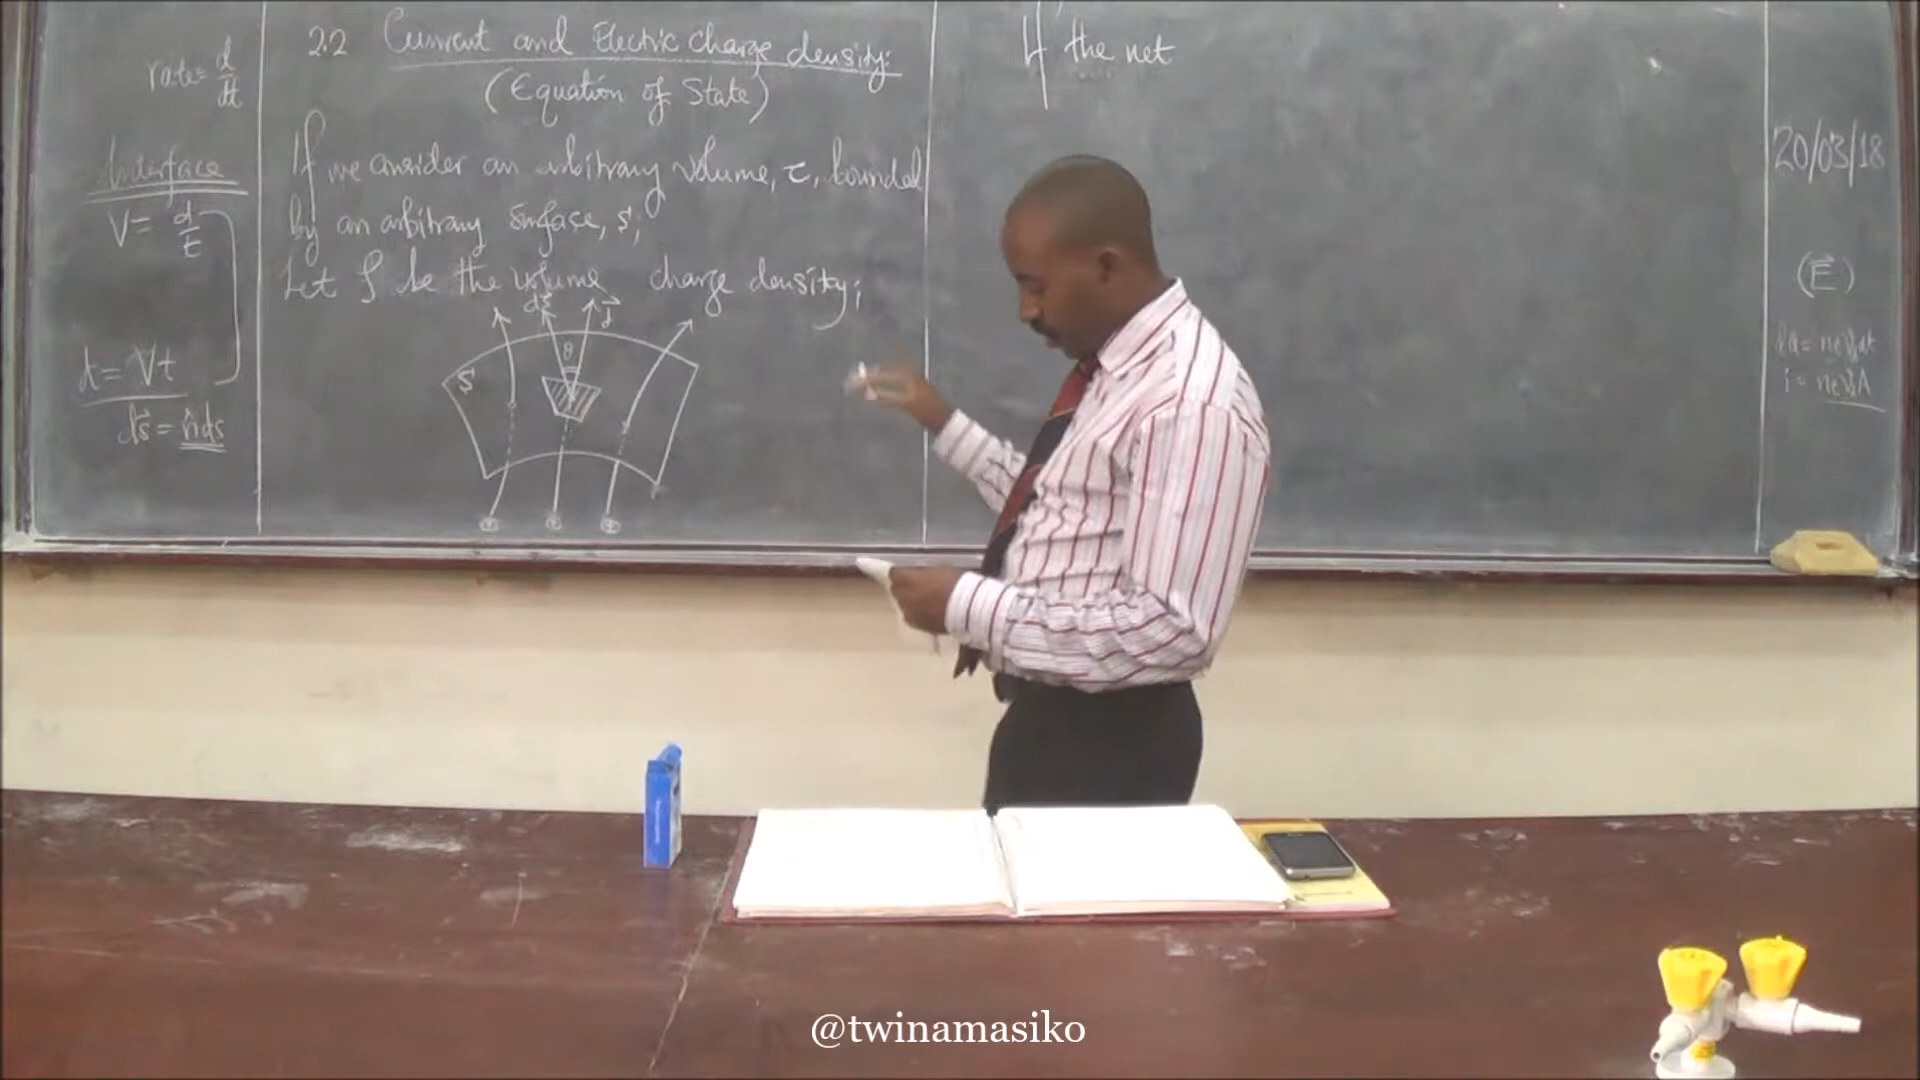 rate = d/dt
Interface
V = d/t
d = Vt
ds⃗ = n̂ds
2.2 Current and Electric charge density:
(Equation of State)
If we consider an arbitrary volume, τ, bounded
by an arbitrary surface, S;
Let ρ be the volume charge density;
ds⃗ J⃗
θ
S
+ + +
If the net
20/03/18
(E⃗)
i = nevA
@twinamasiko